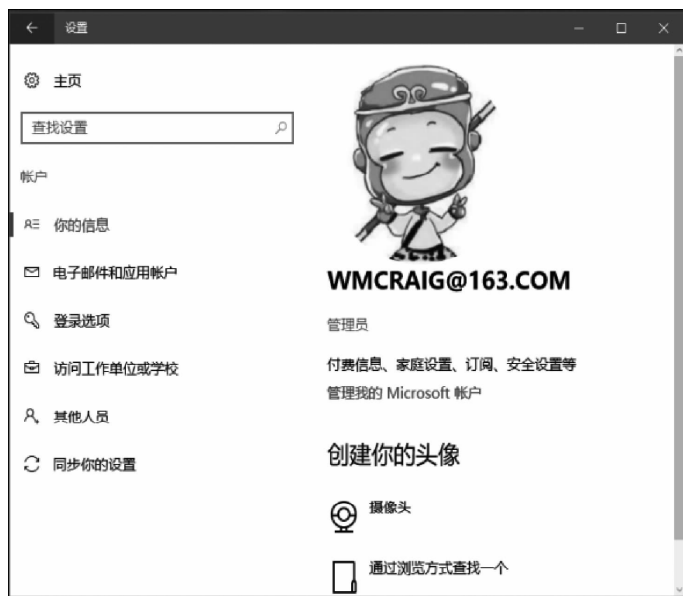 设置
主页
查找设置
帐户
你的信息
电子邮件和应用帐户
登录选项
访问工作单位或学校
其他人员
同步你的设置
WMCRAIG@163.COM
管理员
付费信息、家庭设置、订阅、安全设置等
管理我的 Microsoft 帐户
创建你的头像
摄像头
通过浏览方式查找一个